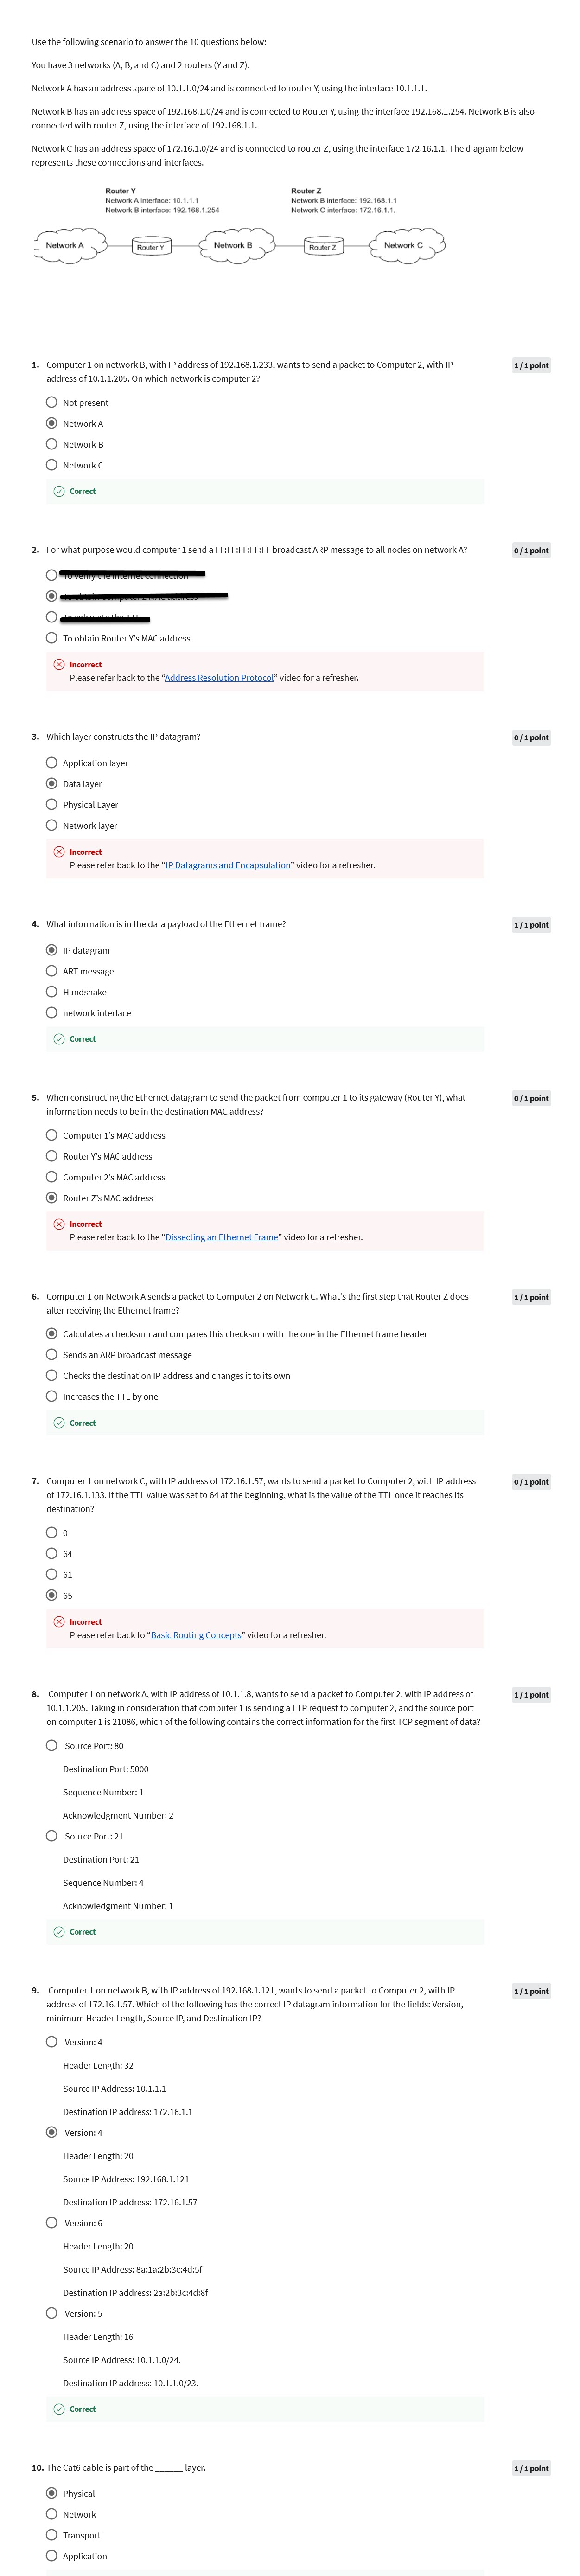 Use the following scenario to answer the 10 questions below:
You have 3 networks (A, B, and C) and 2 routers (Y and Z).
Network A has an address space of 10.1.1.0/24 and is connected to router Y, using the interface 10.1.1.1.
Network B has an address space of 192.168.1.0/24 and is connected to Router Y, using the interface 192.168.1.254. Network B is also
connected with router Z, using the interface of 192.168.1.1.
Network C has an address space of 172.16.1.0/24 and is connected to router Z, using the interface 172.16.1.1. The diagram below
represents these connections and interfaces.
Router Y
Network A Interface: 10.1.1.1
Network B interface: 192.168.1.254
Router Z
Network B interface: 192.168.1.1
Network C interface: 172.16.1.1.
Network A
Router Y
Network B
Router Z
Network C
1. Computer 1 on network B, with IP address of 192.168.1.233, wants to send a packet to Computer 2, with IP
address of 10.1.1.205. On which network is computer 2?
1 / 1 point
Not present
Network A
Network B
Network C
Correct
2. For what purpose would computer 1 send a FF:FF:FF:FF:FF broadcast ARP message to all nodes on network A?
0 / 1 point
To obtain Router Y's MAC address
Incorrect
Please refer back to the “Address Resolution Protocol” video for a refresher.
3. Which layer constructs the IP datagram?
0 / 1 point
Application layer
Data layer
Physical Layer
Network layer
Incorrect
Please refer back to the “IP Datagrams and Encapsulation” video for a refresher.
4. What information is in the data payload of the Ethernet frame?
1 / 1 point
IP datagram
ART message
Handshake
network interface
Correct
5. When constructing the Ethernet datagram to send the packet from computer 1 to its gateway (Router Y), what
information needs to be in the destination MAC address?
0 / 1 point
Computer 1's MAC address
Router Y's MAC address
Computer 2's MAC address
Router Z's MAC address
Incorrect
Please refer back to the “Dissecting an Ethernet Frame” video for a refresher.
6. Computer 1 on Network A sends a packet to Computer 2 on Network C. What's the first step that Router Z does
after receiving the Ethernet frame?
1 / 1 point
Calculates a checksum and compares this checksum with the one in the Ethernet frame header
Sends an ARP broadcast message
Checks the destination IP address and changes it to its own
Increases the TTL by one
Correct
7. Computer 1 on network C, with IP address of 172.16.1.57, wants to send a packet to Computer 2, with IP address
of 172.16.1.133. If the TTL value was set to 64 at the beginning, what is the value of the TTL once it reaches its
destination?
0 / 1 point
0
64
61
65
Incorrect
Please refer back to “Basic Routing Concepts” video for a refresher.
8. Computer 1 on network A, with IP address of 10.1.1.8, wants to send a packet to Computer 2, with IP address of
10.1.1.205. Taking in consideration that computer 1 is sending a FTP request to computer 2, and the source port
on computer 1 is 21086, which of the following contains the correct information for the first TCP segment of data?
1 / 1 point
Source Port: 80
Destination Port: 5000
Sequence Number: 1
Acknowledgment Number: 2
Source Port: 21
Destination Port: 21
Sequence Number: 4
Acknowledgment Number: 1
Correct
9. Computer 1 on network B, with IP address of 192.168.1.121, wants to send a packet to Computer 2, with IP
address of 172.16.1.57. Which of the following has the correct IP datagram information for the fields: Version,
minimum Header Length, Source IP, and Destination IP?
1 / 1 point
Version: 4
Header Length: 32
Source IP Address: 10.1.1.1
Destination IP address: 172.16.1.1
Version: 4
Header Length: 20
Source IP Address: 192.168.1.121
Destination IP address: 172.16.1.57
Version: 6
Header Length: 20
Source IP Address: 8a:1a:2b:3c:4d:5f
Destination IP address: 2a:2b:3c:4d:8f
Version: 5
Header Length: 16
Source IP Address: 10.1.1.0/24.
Destination IP address: 10.1.1.0/23.
Correct
10. The Cat6 cable is part of the ______ layer.
1 / 1 point
Physical
Network
Transport
Application